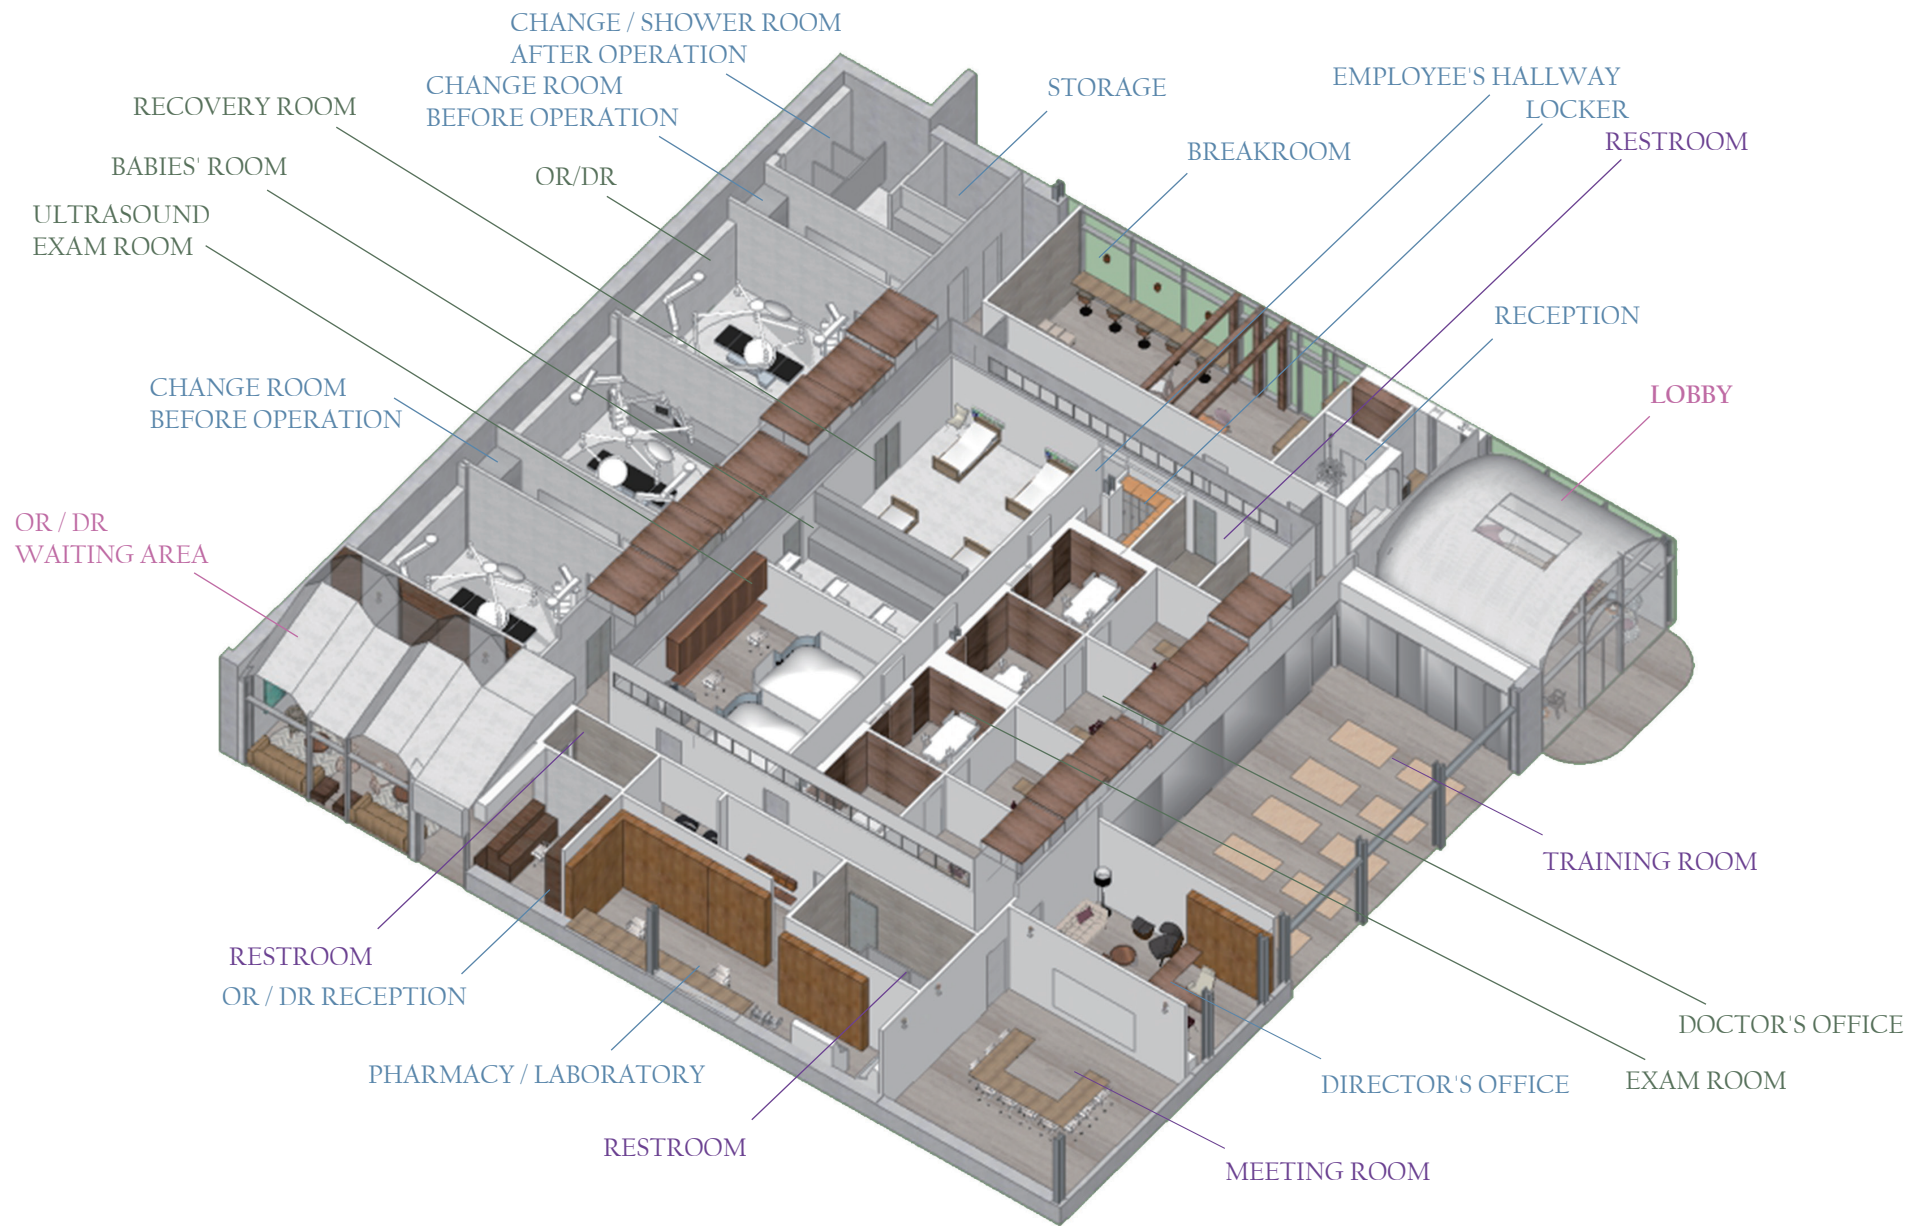 CHANGE / SHOWER ROOM
AFTER OPERATION
CHANGE ROOM
BEFORE OPERATION
STORAGE
EMPLOYEE'S HALLWAY
LOCKER
RESTROOM
RECOVERY ROOM
BREAKROOM
BABIES' ROOM
OR/DR
ULTRASOUND
EXAM ROOM
RECEPTION
CHANGE ROOM
BEFORE OPERATION
LOBBY
OR / DR
WAITING AREA
TRAINING ROOM
RESTROOM
OR / DR RECEPTION
DOCTOR'S OFFICE
PHARMACY / LABORATORY
DIRECTOR'S OFFICE
EXAM ROOM
RESTROOM
MEETING ROOM